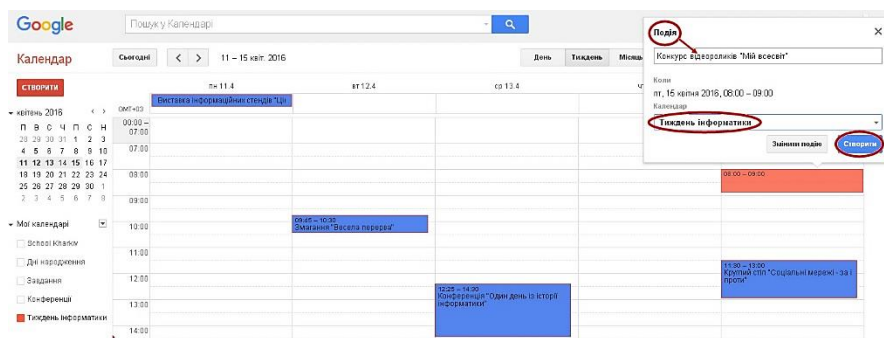 Google
Пошук у Календарі
Календар
Сьогодні
11 – 15 квіт. 2016
День
Тиждень
Місяць
СТВОРИТИ
пн 11.4
вт 12.4
ср 13.4
чт
GMT+03
квітень 2016
П В С Ч П С Н
28 29 30 31 1 2 3
4 5 6 7 8 9 10
11 12 13 14 15 16 17
18 19 20 21 22 23 24
25 26 27 28 29 30 1
2 3 4 5 6 7 8
Мої календарі
School Kharkiv
Дні народження
Завдання
Конференції
Тиждень інформатики
00:00 –
07:00
07:00
08:00
09:00
10:00
11:00
12:00
13:00
14:00
Виставка інформаційних стендів "Ці
09:45 – 10:30
Змагання "Весела перерва"
12:25 – 14:30
Конференція "Один день із історії
інформатики"
08:00 – 09:00
11:30 – 13:00
Круглий стіл "Соціальні мережі - за і
проти"
Подія
Конкурс відеороликів "Мій всесвіт"
Коли
пт, 15 квітня 2016, 08:00 – 09:00
Календар
Тиждень інформатики
Змінити подію
Створити